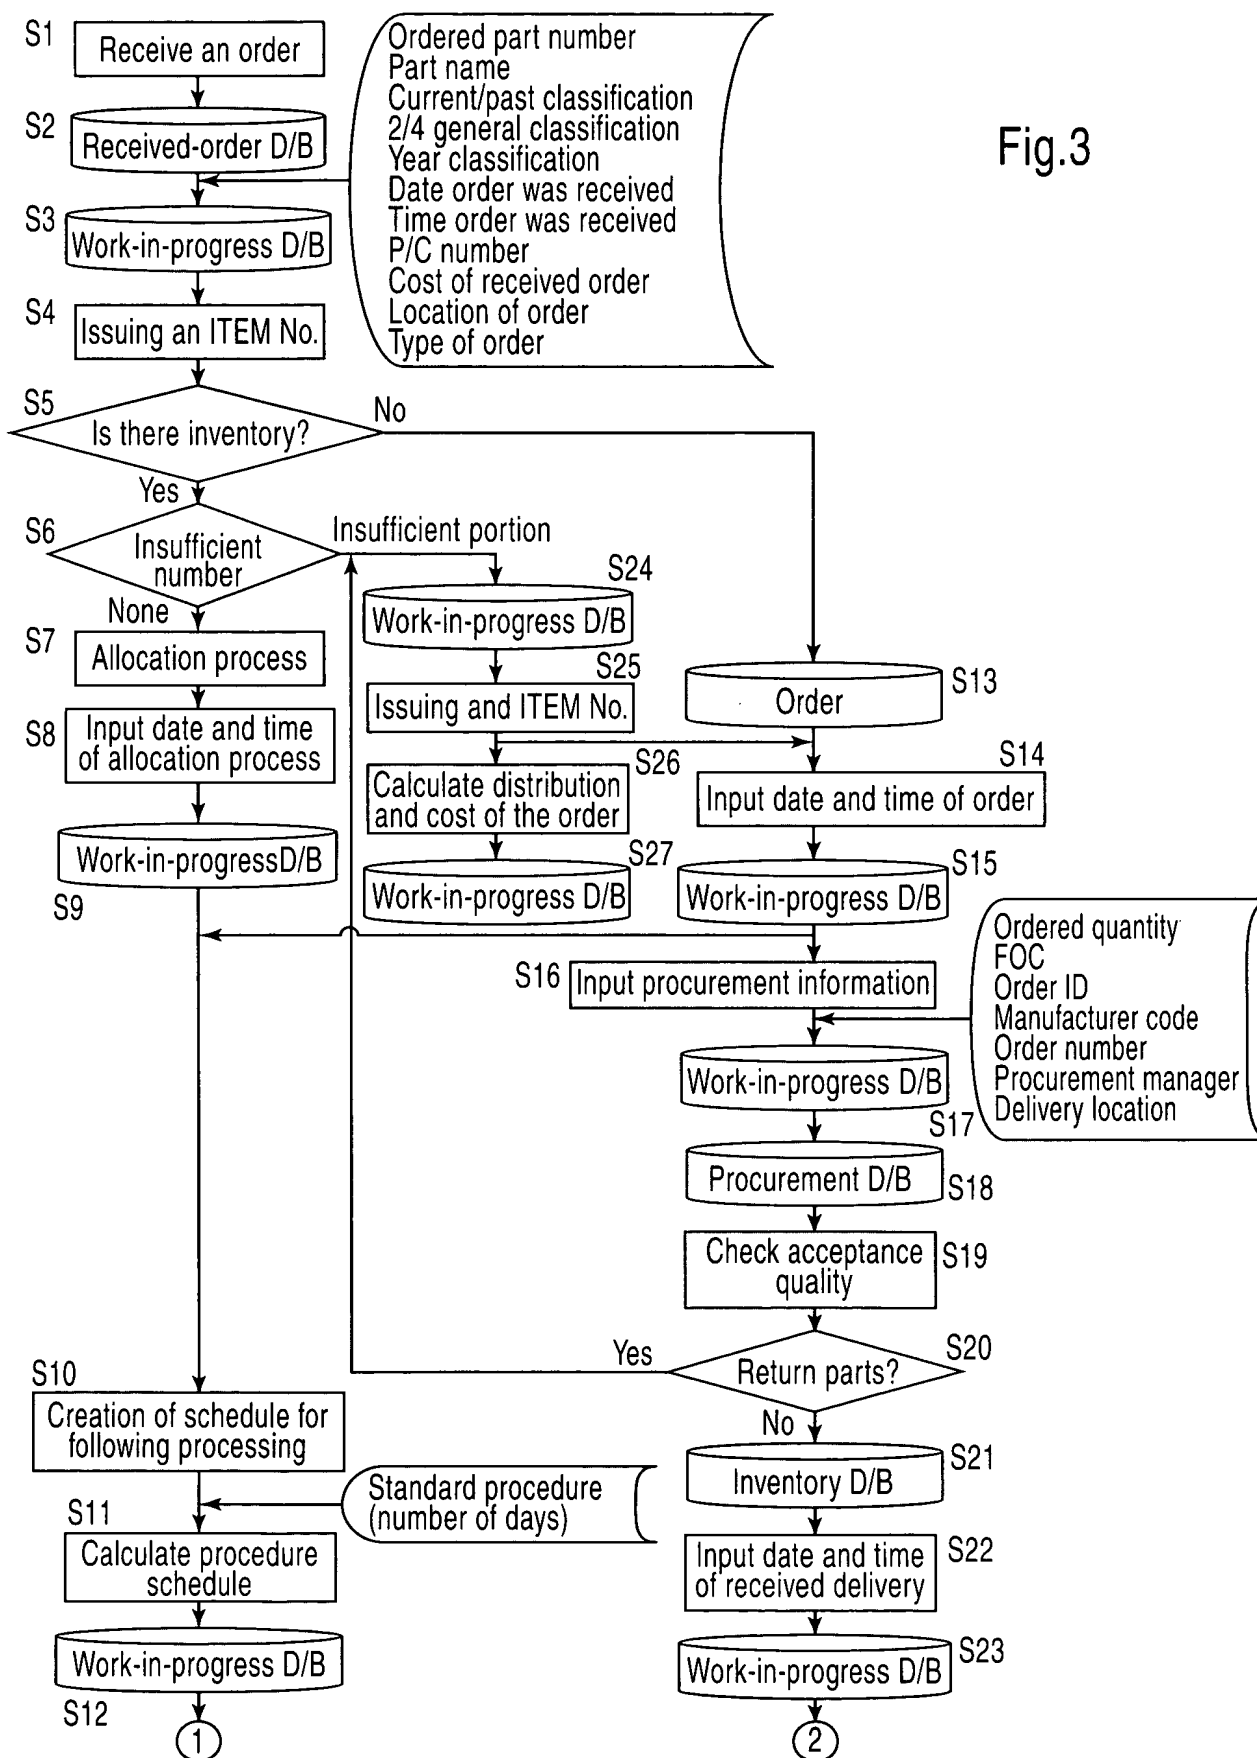 Fig.3
S1
Receive an order
S2
Received-order D/B
Ordered part number
Part name
Current/past classification
2/4 general classification
Year classification
Date order was received
Time order was received
P/C number
Cost of received order
Location of order
Type of order
S3
Work-in-progress D/B
S4
Issuing an ITEM No.
S5
Is there inventory?
No
Yes
S6
Insufficient
number
Insufficient portion
None
S7
Allocation process
S8
Input date and time
of allocation process
Work-in-progressD/B
S9
S24
Work-in-progress D/B
S25
Issuing and ITEM No.
S26
Calculate distribution
and cost of the order
S27
Work-in-progress D/B
S13
Order
S14
Input date and time of order
S15
Work-in-progress D/B
S16
Input procurement information
Ordered quantity
FOC
Order ID
Manufacturer code
Order number
Procurement manager
Delivery location
Work-in-progress D/B
S17
Procurement D/B
S18
Check acceptance
quality
S19
S20
Return parts?
Yes
No
S10
Creation of schedule for
following processing
Standard procedure
(number of days)
S11
Calculate procedure
schedule
Work-in-progress D/B
S12
1
S21
Inventory D/B
Input date and time
of received delivery
S22
S23
Work-in-progress D/B
2